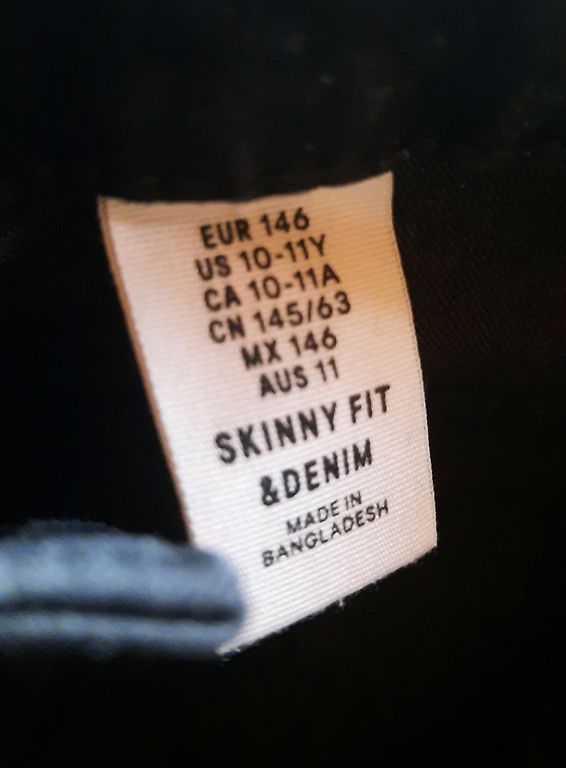 EUR 146
US 10-11Y
CA 10-11A
CN 145/63
MX 146
AUS 11
SKINNY FIT
&DENIM
MADE IN
BANGLADESH